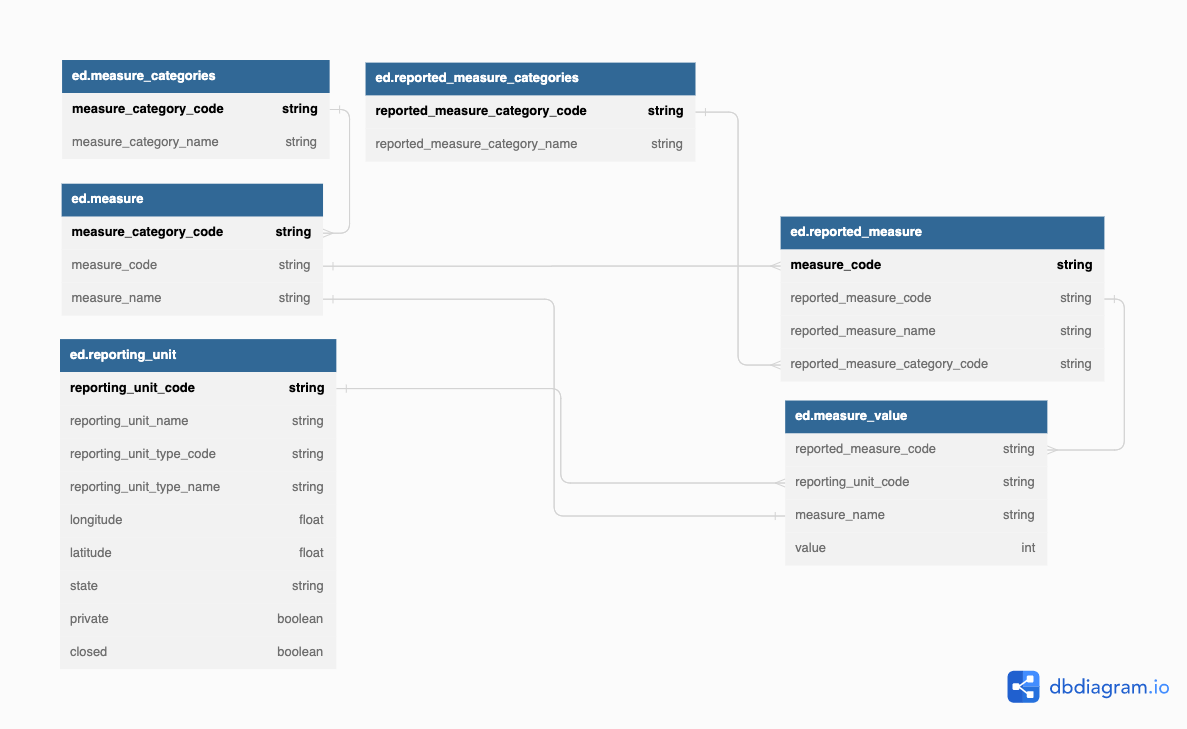 ed.measure_categories
measure_category_code string
measure_category_name string
ed.reported_measure_categories
reported_measure_category_code string
reported_measure_category_name string
ed.measure
measure_category_code string
measure_code string
measure_name string
ed.reported_measure
measure_code string
reported_measure_code string
reported_measure_name string
reported_measure_category_code string
ed.reporting_unit
reporting_unit_code string
reporting_unit_name string
reporting_unit_type_code string
reporting_unit_type_name string
longitude float
latitude float
state string
private boolean
closed boolean
ed.measure_value
reported_measure_code string
reporting_unit_code string
measure_name string
value int
dbdiagram.io